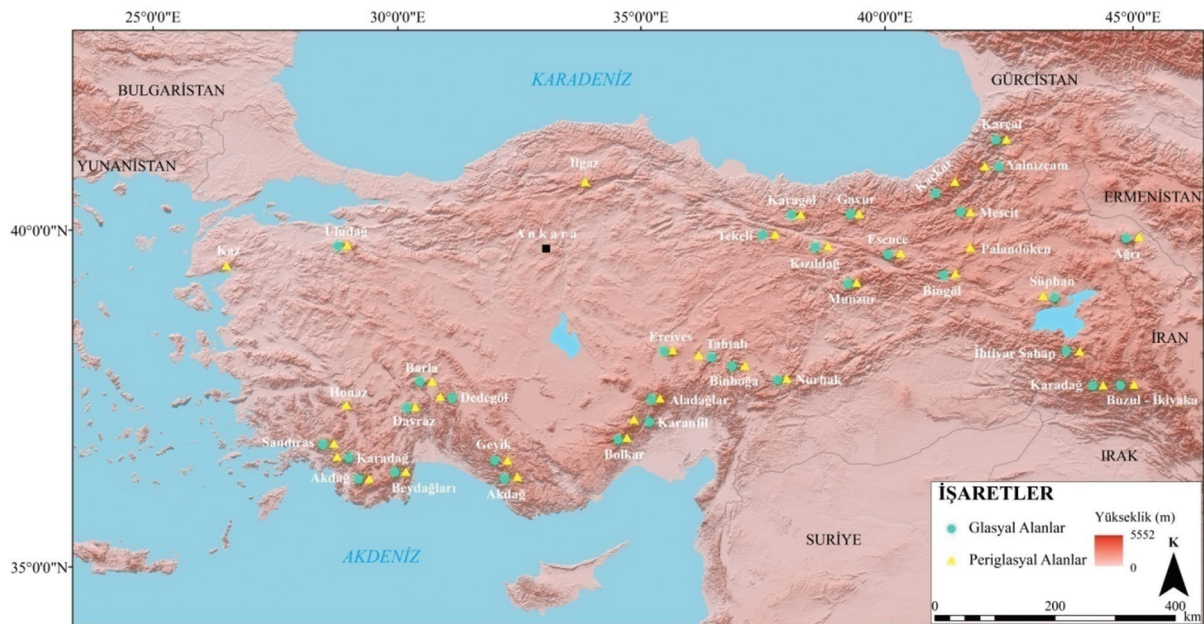 25°0'0"E 30°0'0"E 35°0'0"E 40°0'0"E 45°0'0"E
KARADENİZ
GÜRCİSTAN
BULGARİSTAN
Karçal
YUNANİSTAN
Ilgaz
Yalnızçam
Kaçkar
ERMENİSTAN
Karagöl
Gavur
Mescit
40°0'0"N
Uludağ
Ankara
Tekeli
Kızıldağ
Esence
Palandöken
Ağrı
Kaz
Munzur
Bingöl
Süphan
Erciyes
Tahtalı
İhtiyar Şahap
İRAN
Barla
Binboğa
Nurhak
Karadağ
Buzul - İkiyaka
Honaz
Dedegöl
Aladağlar
Davraz
Karanfil
Sandıras
Geyik
Bolkar
Karadağ
IRAK
Akdağ
Beydağları
Akdağ
SURİYE
AKDENİZ
35°0'0"N
İŞARETLER
Glasyal Alanlar
Periglasyal Alanlar
Yükseklik (m)
5552
0
K
0 200 400
km